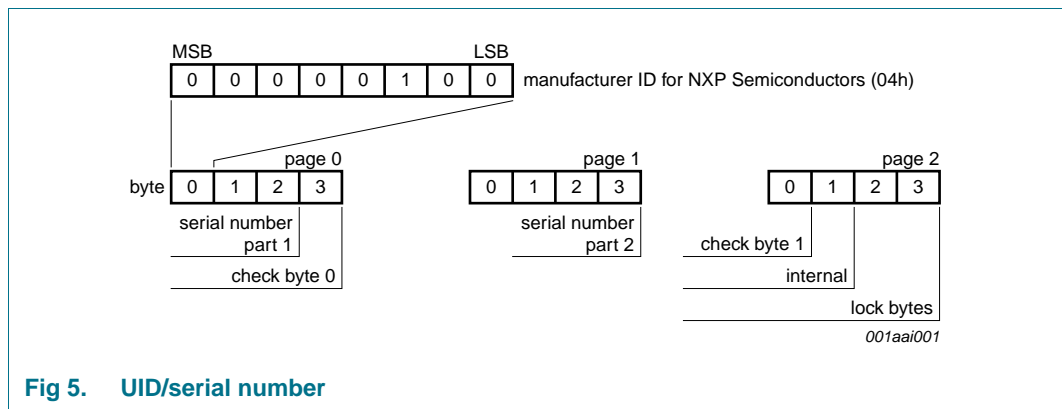 MSB LSB
0 0 0 0 0 1 0 0 manufacturer ID for NXP Semiconductors (04h)
page 0 page 1 page 2
byte 0 1 2 3 0 1 2 3 0 1 2 3
serial number serial number
part 1 part 2 check byte 1
check byte 0 internal
lock bytes
001aai001
Fig 5. UID/serial number